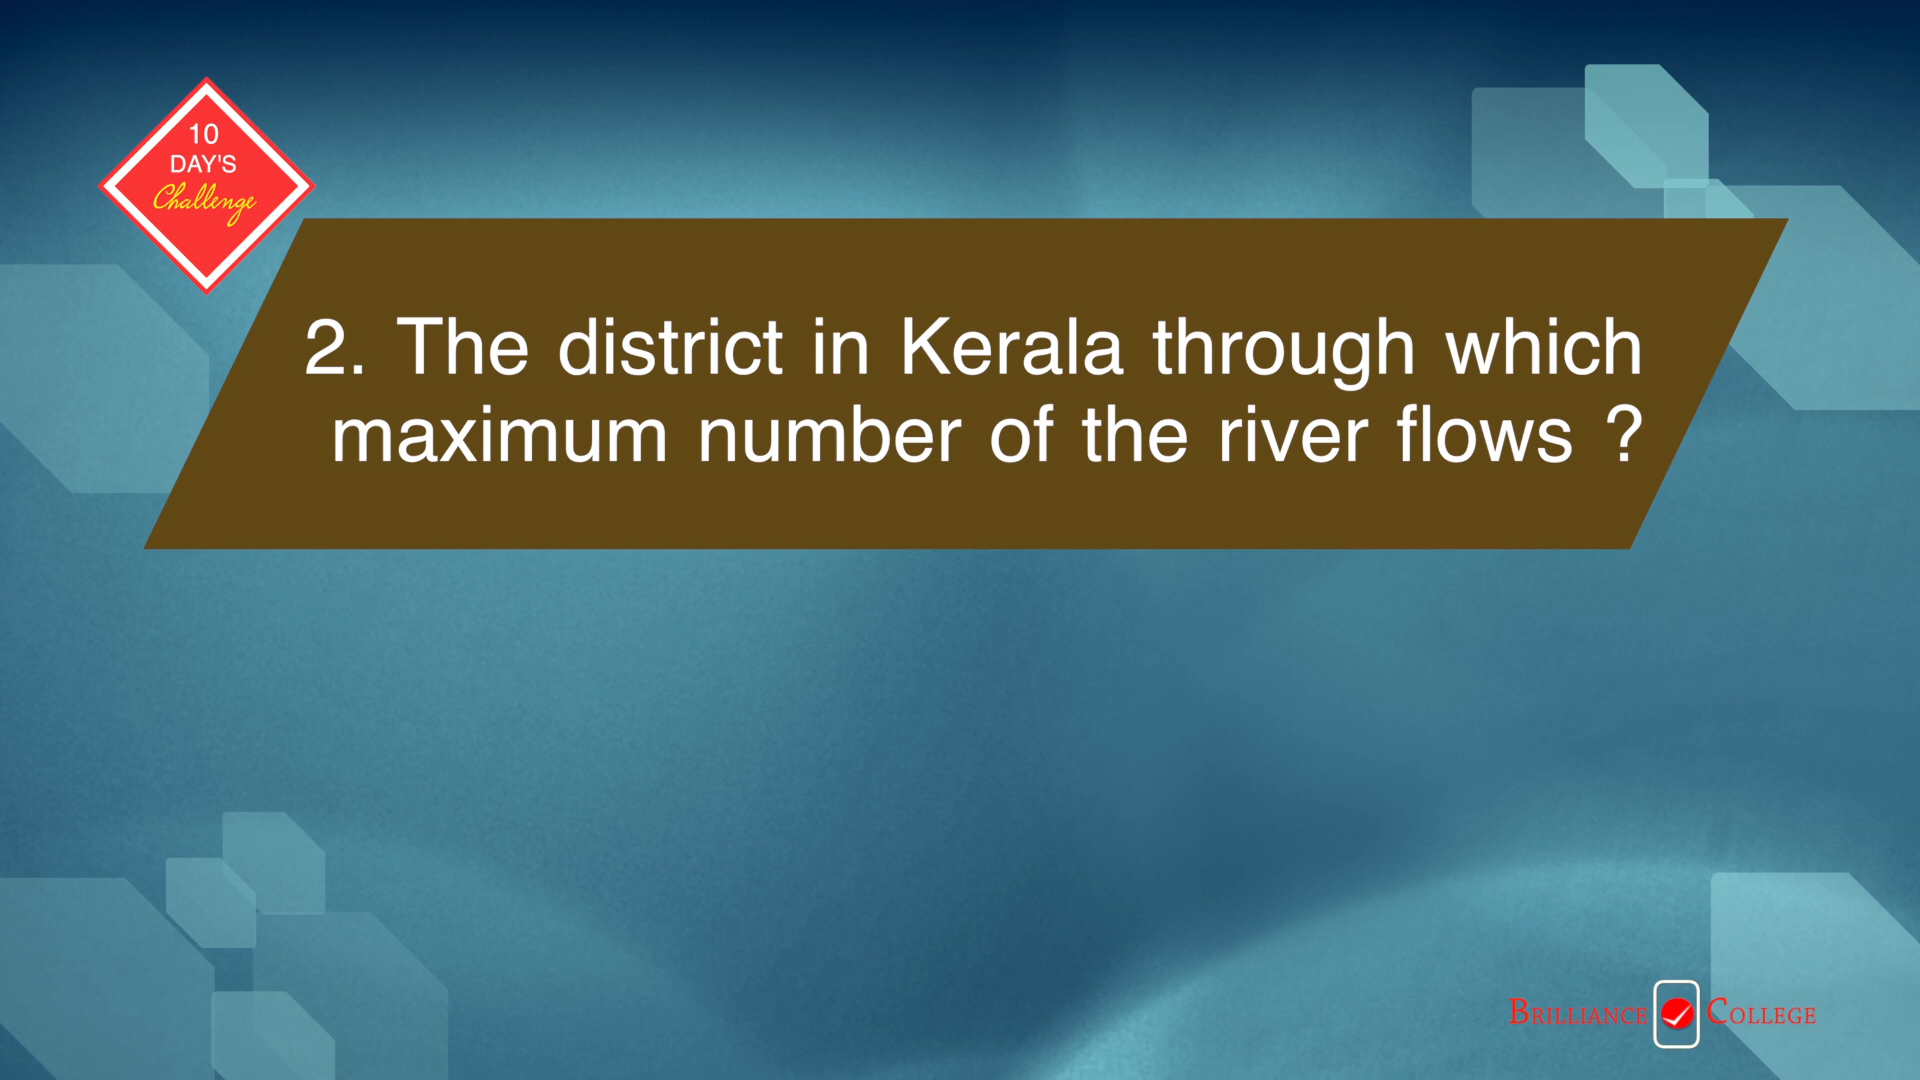 10
DAY'S
Challenge
2. The district in Kerala through which
maximum number of the river flows ?
BRILLIANCE COLLEGE